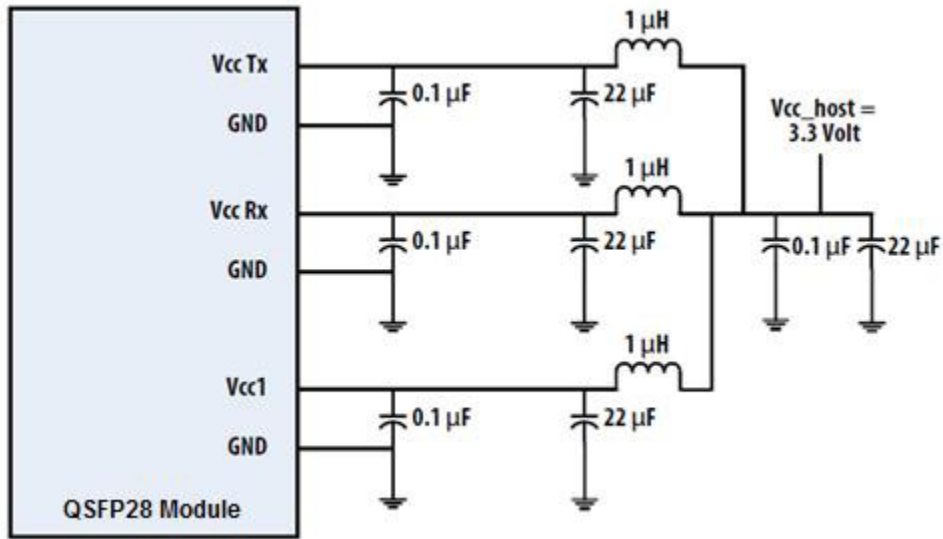 1 μH
Vcc Tx
0.1 μF
22 μF
GND
Vcc_host =
3.3 Volt
1 μH
Vcc Rx
0.1 μF
22 μF
0.1 μF
22 μF
GND
1 μH
Vcc1
0.1 μF
22 μF
GND
QSFP28 Module